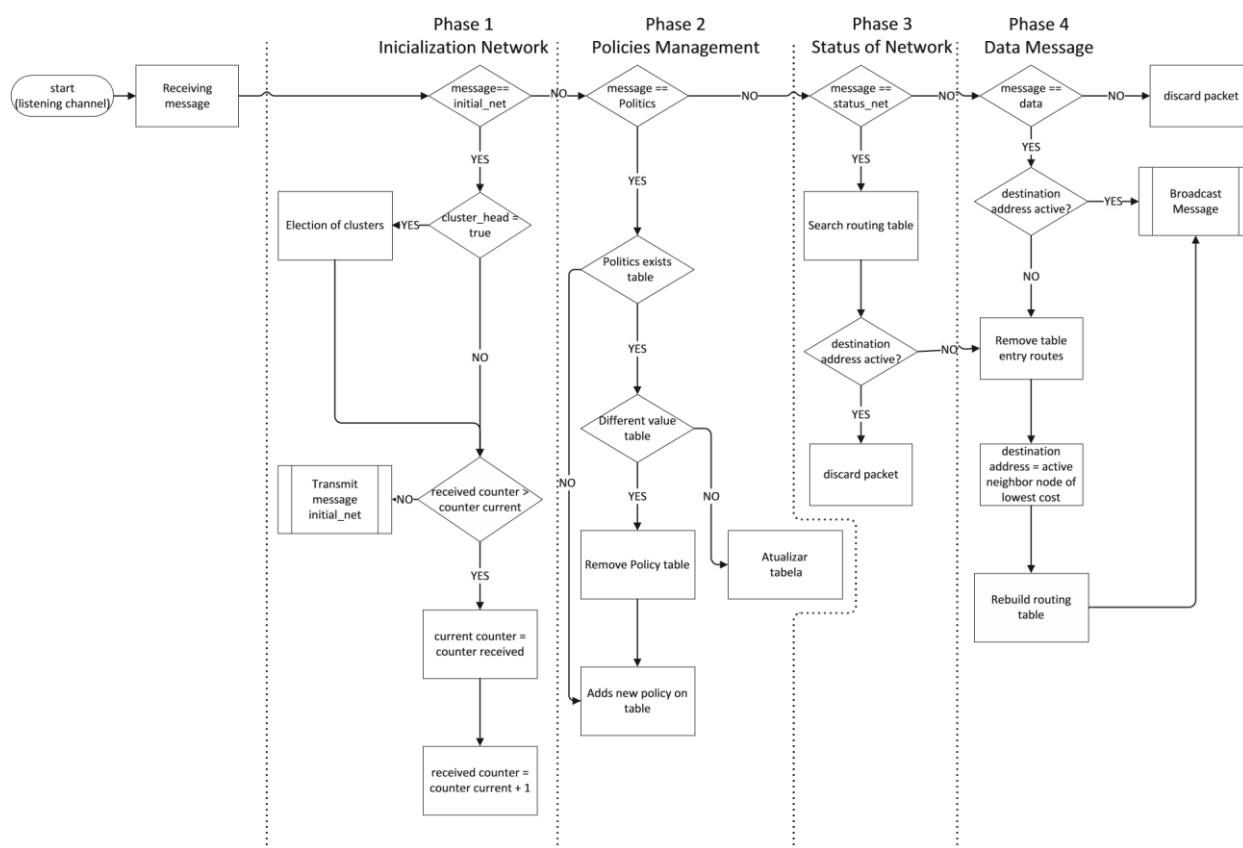 Phase 1
Inicialization Network
Phase 2
Policies Management
Phase 3
Status of Network
Phase 4
Data Message
start
(listening channel)
Receiving
message
message==
initial_net
NO
message ==
Politics
NO
message ==
status_net
NO
message ==
data
NO
discard packet
YES
YES
YES
YES
Election of clusters
YES
cluster_head =
true
Search routing table
destination
address active?
YES
Broadcast
Message
Politics exists
table
NO
YES
NO
destination
address active?
NO
Remove table
entry routes
YES
Different value
table
discard packet
destination
address = active
neighbor node of
lowest cost
Transmit
message
initial_net
NO
received counter >
counter current
NO
YES
NO
YES
Remove Policy table
Atualizar
tabela
Rebuild routing
table
current counter =
counter received
Adds new policy on
table
received counter =
counter current + 1